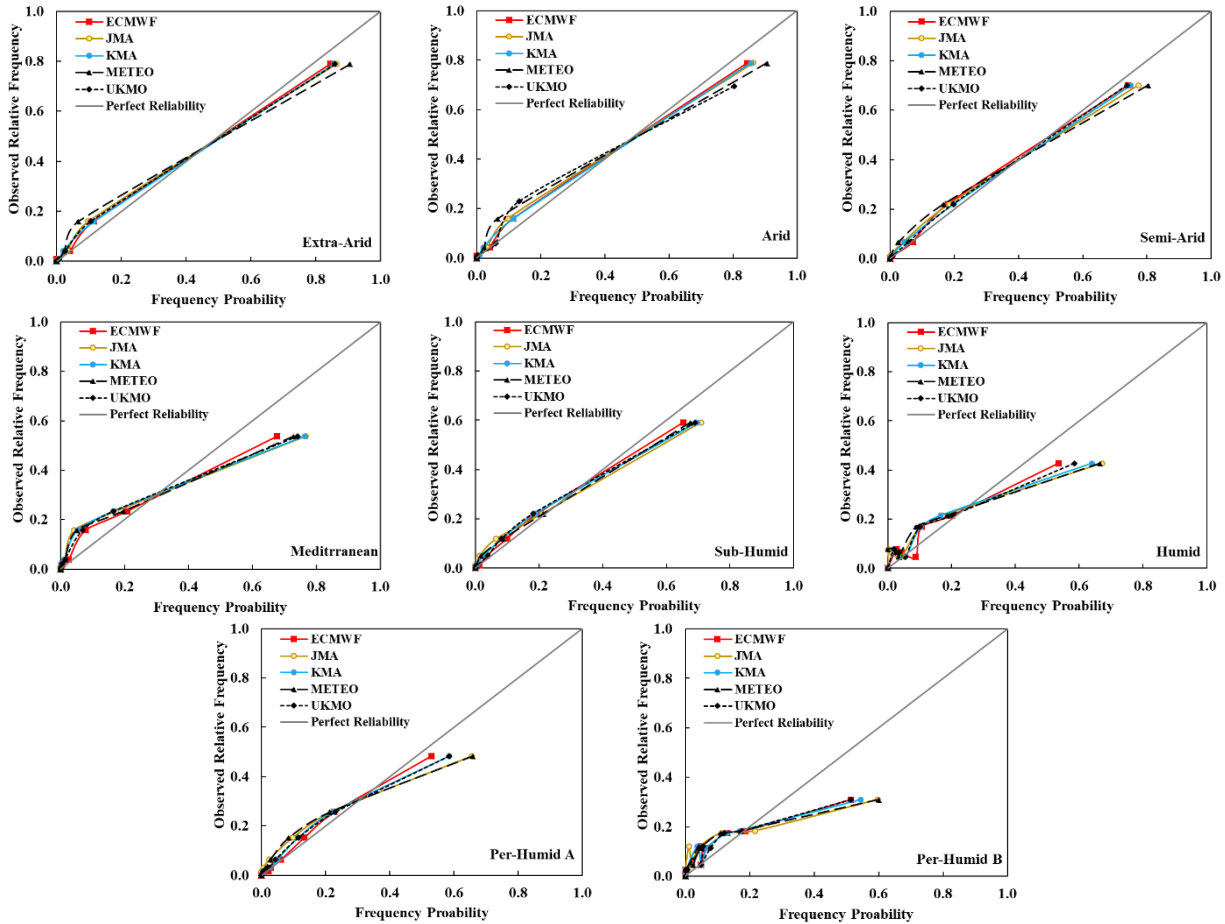 1.0
0.8
0.6
0.4
0.2
0.0
Observed Relative Frequency
ECMWF
JMA
KMA
METEO
UKMO
Perfect Reliability
Extra-Arid
0.0 0.2 0.4 0.6 0.8 1.0
Frequency Proability
1.0
0.8
0.6
0.4
0.2
0.0
Observed Relative Frequency
ECMWF
JMA
KMA
METEO
UKMO
Perfect Reliability
Arid
0.0 0.2 0.4 0.6 0.8 1.0
Frequency Proability
1.0
0.8
0.6
0.4
0.2
0.0
Observed Relative Frequency
ECMWF
JMA
KMA
METEO
UKMO
Perfect Reliability
Semi-Arid
0.0 0.2 0.4 0.6 0.8 1.0
Frequency Proability
1.0
0.8
0.6
0.4
0.2
0.0
Observed Relative Frequency
ECMWF
JMA
KMA
METEO
UKMO
Perfect Reliability
Meditrranean
0.0 0.2 0.4 0.6 0.8 1.0
Frequency Proability
1.0
0.8
0.6
0.4
0.2
0.0
Observed Relative Frequency
ECMWF
JMA
KMA
METEO
UKMO
Perfect Reliability
Sub-Humid
0.0 0.2 0.4 0.6 0.8 1.0
Frequency Proability
1.0
0.8
0.6
0.4
0.2
0.0
Observed Relative Frequency
ECMWF
JMA
KMA
METEO
UKMO
Perfect Reliability
Humid
0.0 0.2 0.4 0.6 0.8 1.0
Frequency Proability
1.0
0.8
0.6
0.4
0.2
0.0
Observed Relative Frequency
ECMWF
JMA
KMA
METEO
UKMO
Perfect Reliability
Per-Humid A
0.0 0.2 0.4 0.6 0.8 1.0
Frequency Proability
1.0
0.8
0.6
0.4
0.2
0.0
Observed Relative Frequency
ECMWF
JMA
KMA
METEO
UKMO
Perfect Reliability
Per-Humid B
0.0 0.2 0.4 0.6 0.8 1.0
Frequency Proability